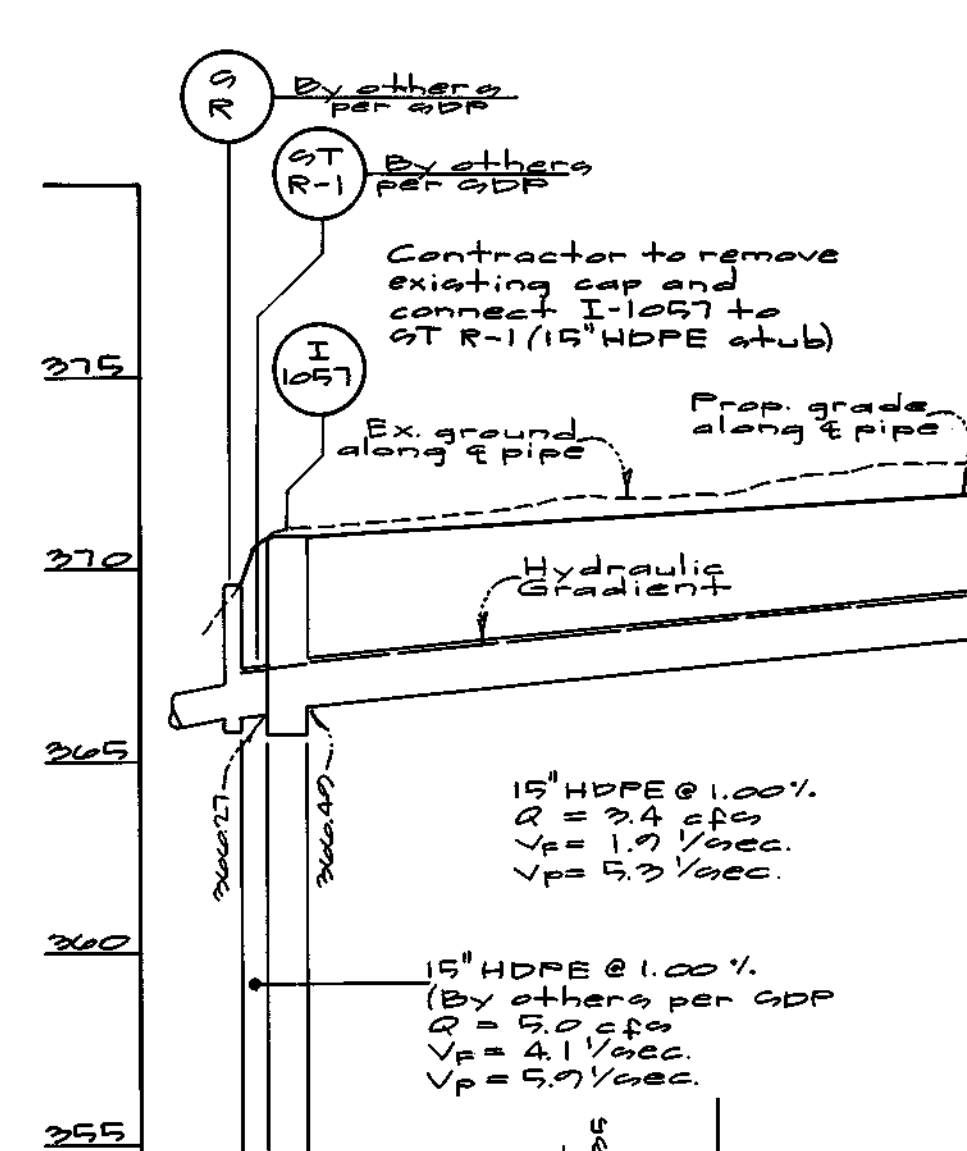 S
R
By others
per SDP
ST
R-1
By others
per SDP
Contractor to remove
existing cap and
connect I-1057 to
ST R-1 (15" HDPE stub)
I
1057
375
Prop. grade
along ℄ pipe
Ex. ground
along ℄ pipe
370
Hydraulic
Gradient
365
366.27
366.49
15" HDPE @ 1.00%
Q = 3.4 cfs
VF = 1.9 '/sec.
Vp = 5.3 '/sec.
360
15" HDPE @ 1.00 %
(By others per SDP
Q = 5.0 cfs
VF = 4.1 '/sec.
Vp = 5.9 '/sec.
355